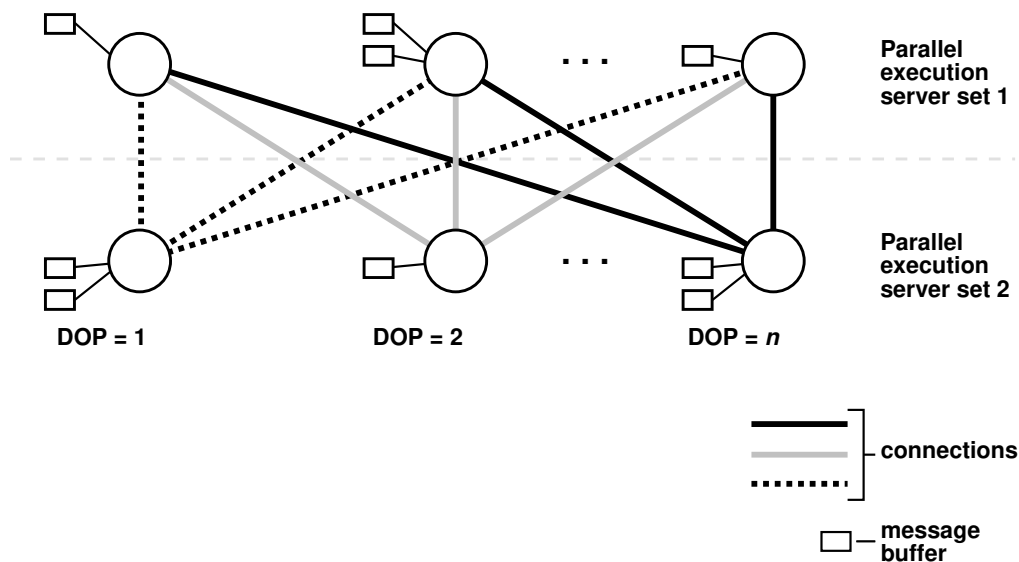 . . .
Parallel
execution
server set 1
. . .
Parallel
execution
server set 2
DOP = 1
DOP = 2
DOP = n
connections
message
buffer